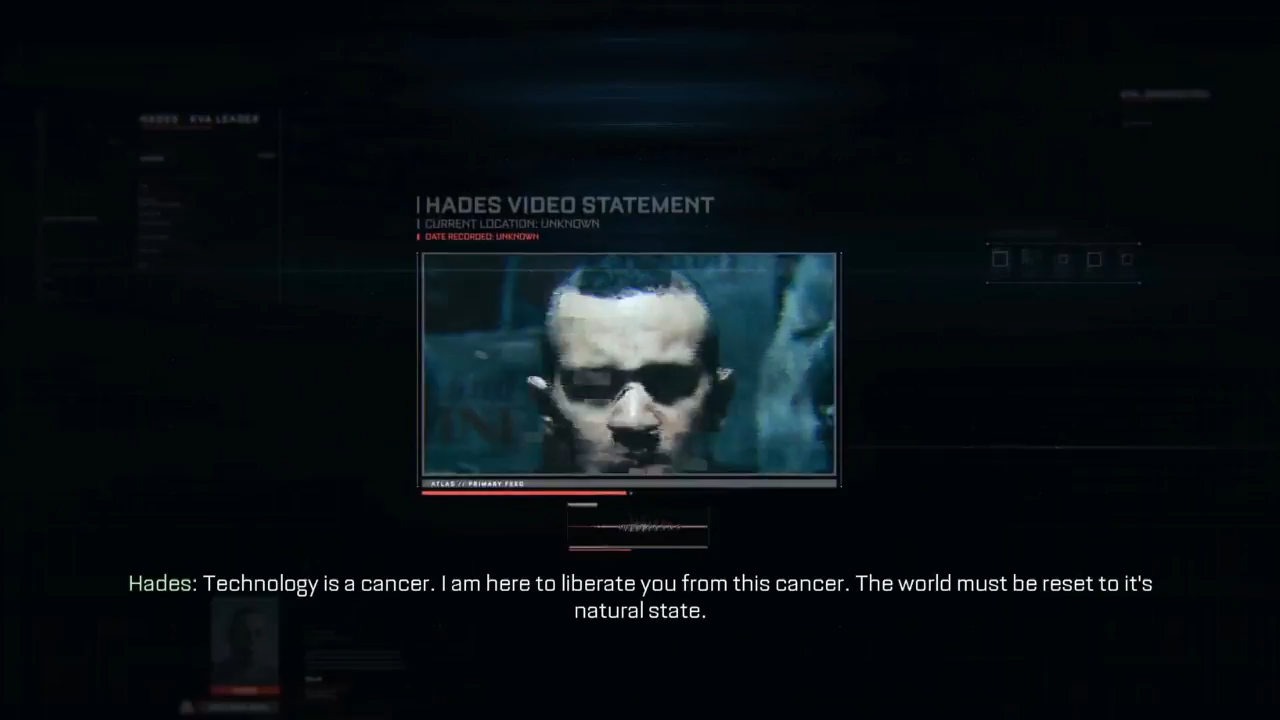 HADES KVA LEADER
HADES VIDEO STATEMENT
CURRENT LOCATION: UNKNOWN
DATE RECORDED: UNKNOWN
ATLAS // PRIMARY FEED
Hades: Technology is a cancer. I am here to liberate you from this cancer. The world must be reset to it's
natural state.